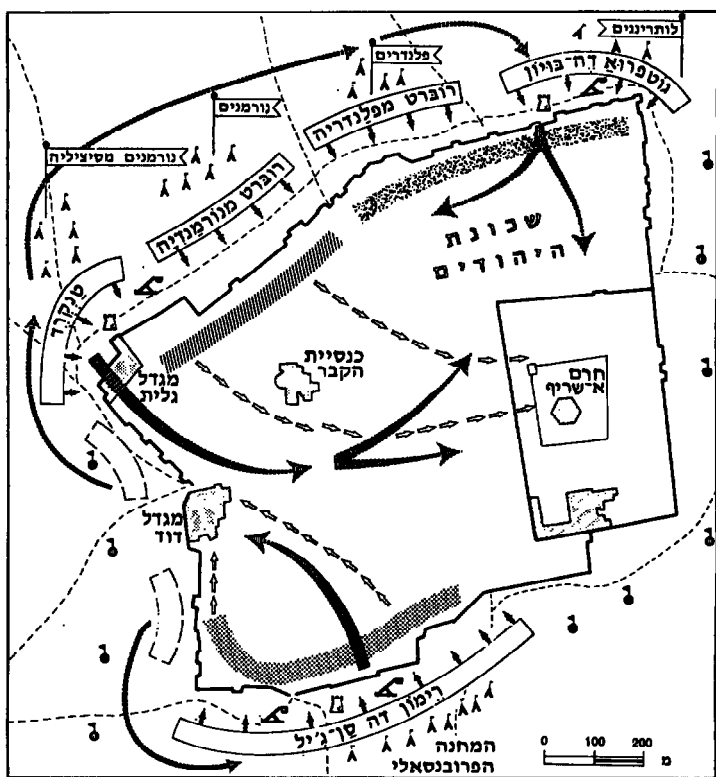 לותרינגים
פלנדרים
גוטפרוא דה-בויון
נורמנים
רוברט מפלנדריה
נורמנים מסיציליה
רוברט מנורמנדיה
שכונת
היהודים
טנקרד
מגדל
גלית
כנסיית
הקבר
חרם
א-שריף
מגדל
דוד
רימון דה סן-ג'יל
המחנה
הפרובנסאלי
0 100 200 מ